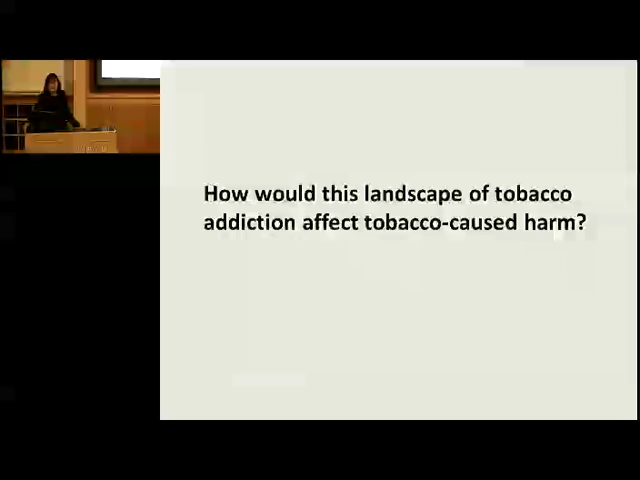 How would this landscape of tobacco
addiction affect tobacco-caused harm?